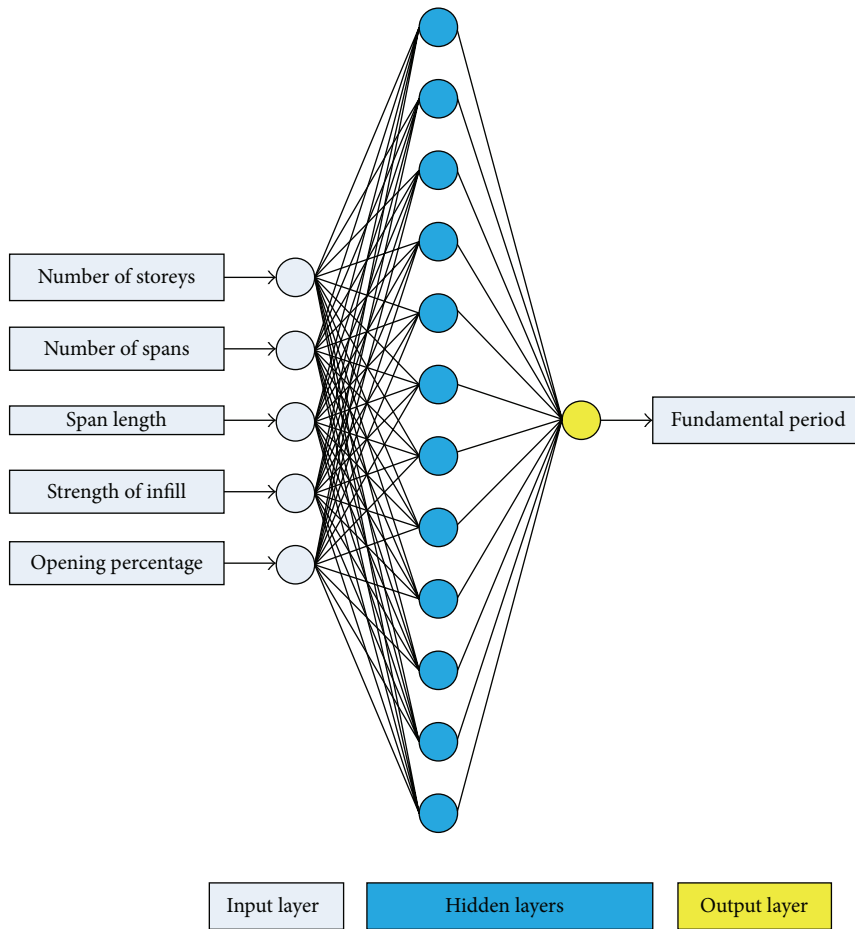 Number of storeys
Number of spans
Span length
Strength of infill
Opening percentage
Fundamental period
Input layer
Hidden layers
Output layer